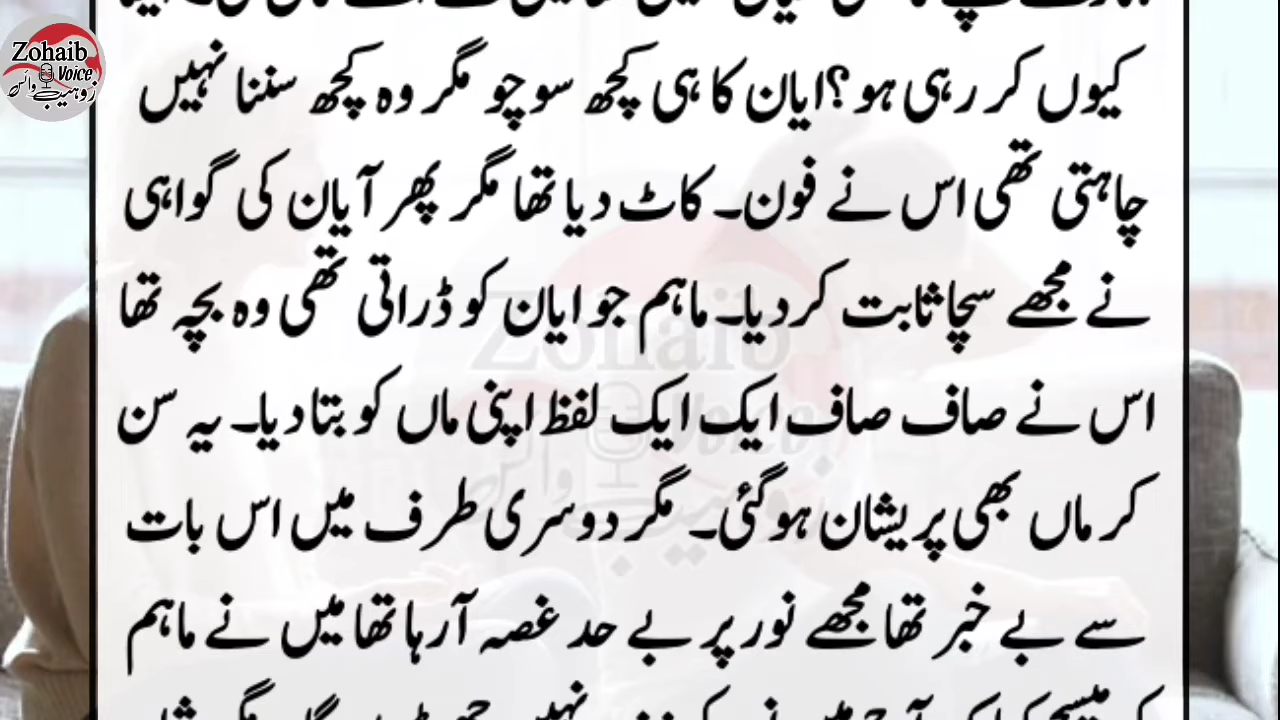 Zohaib
Voice
زوہیب وائس
کیوں کر رہی ہو ؟ایان کا ہی کچھ سوچو مگر وہ کچھ سننا نہیں
چاہتی تھی اس نے فون۔ کاٹ دیا تھا مگر پھر آیان کی گواہی
نے مجھے سچا ثابت کردیا۔ماہم جو ایان کو ڈراتی تھی وہ بچہ تھا
اس نے صاف صاف ایک ایک لفظ اپنی ماں کو بتا دیا۔ یہ سن
کر ماں بھی پریشان ہوگئی۔ مگر دوسری طرف میں اس بات
سے بے خبر تھا مجھے نور پر بے حد غصہ آرہا تھا میں نے ماہم